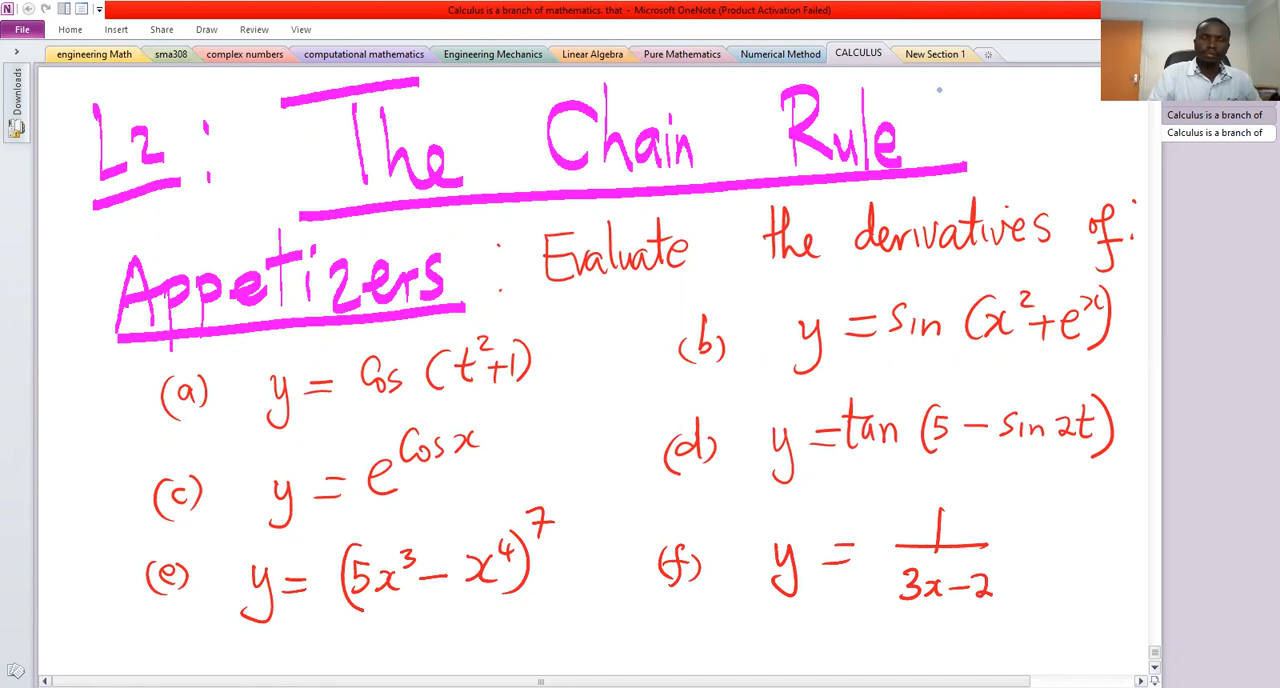 Calculus is a branch of mathematics. that - Microsoft OneNote (Product Activation Failed)
File Home Insert Share Draw Review View
engineering Math sma308 complex numbers computational mathematics Engineering Mechanics Linear Algebra Pure Mathematics Numerical Method CALCULUS New Section 1
Downloads
Calculus is a branch of
Calculus is a branch of
L2: The Chain Rule
Appetizers: Evaluate the derivatives of:
(a) y = Cos (t²+1) (b) y = sin (x²+eˣ)
(c) y = e^Cosx (d) y = tan (5 - sin 2t)
(e) y = (5x³ - x⁴)⁷ (f) y = 1/(3x-2)